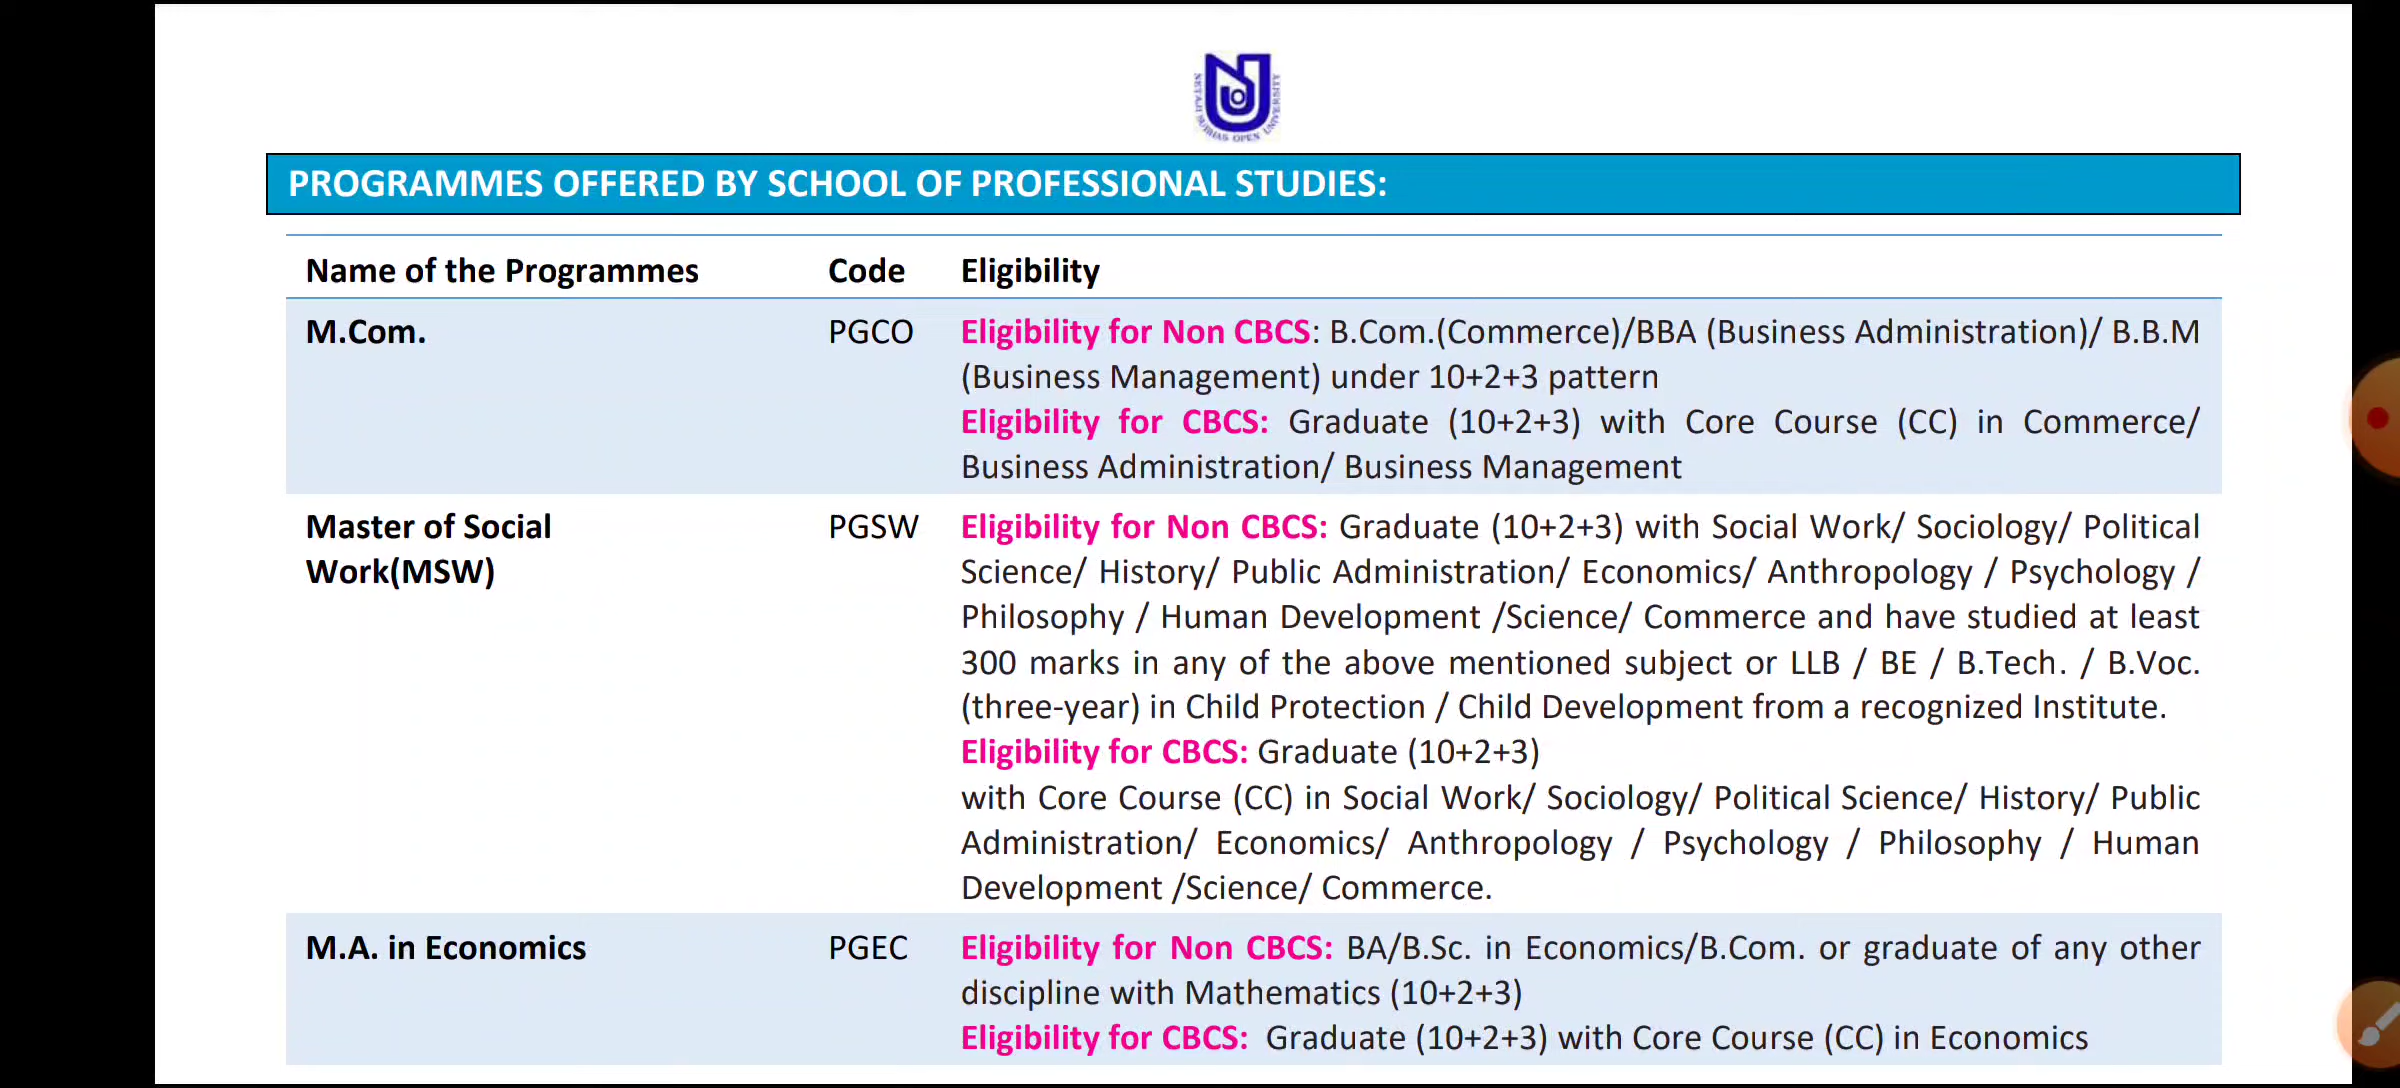 NETAJI SUBHAS OPEN UNIVERSITY
PROGRAMMES OFFERED BY SCHOOL OF PROFESSIONAL STUDIES:
Name of the Programmes Code Eligibility
M.Com. PGCO Eligibility for Non CBCS: B.Com.(Commerce)/BBA (Business Administration)/ B.B.M
(Business Management) under 10+2+3 pattern
Eligibility for CBCS: Graduate (10+2+3) with Core Course (CC) in Commerce/
Business Administration/ Business Management
Master of Social
Work(MSW) PGSW Eligibility for Non CBCS: Graduate (10+2+3) with Social Work/ Sociology/ Political
Science/ History/ Public Administration/ Economics/ Anthropology / Psychology /
Philosophy / Human Development /Science/ Commerce and have studied at least
300 marks in any of the above mentioned subject or LLB / BE / B.Tech. / B.Voc.
(three-year) in Child Protection / Child Development from a recognized Institute.
Eligibility for CBCS: Graduate (10+2+3)
with Core Course (CC) in Social Work/ Sociology/ Political Science/ History/ Public
Administration/ Economics/ Anthropology / Psychology / Philosophy / Human
Development /Science/ Commerce.
M.A. in Economics PGEC Eligibility for Non CBCS: BA/B.Sc. in Economics/B.Com. or graduate of any other
discipline with Mathematics (10+2+3)
Eligibility for CBCS: Graduate (10+2+3) with Core Course (CC) in Economics